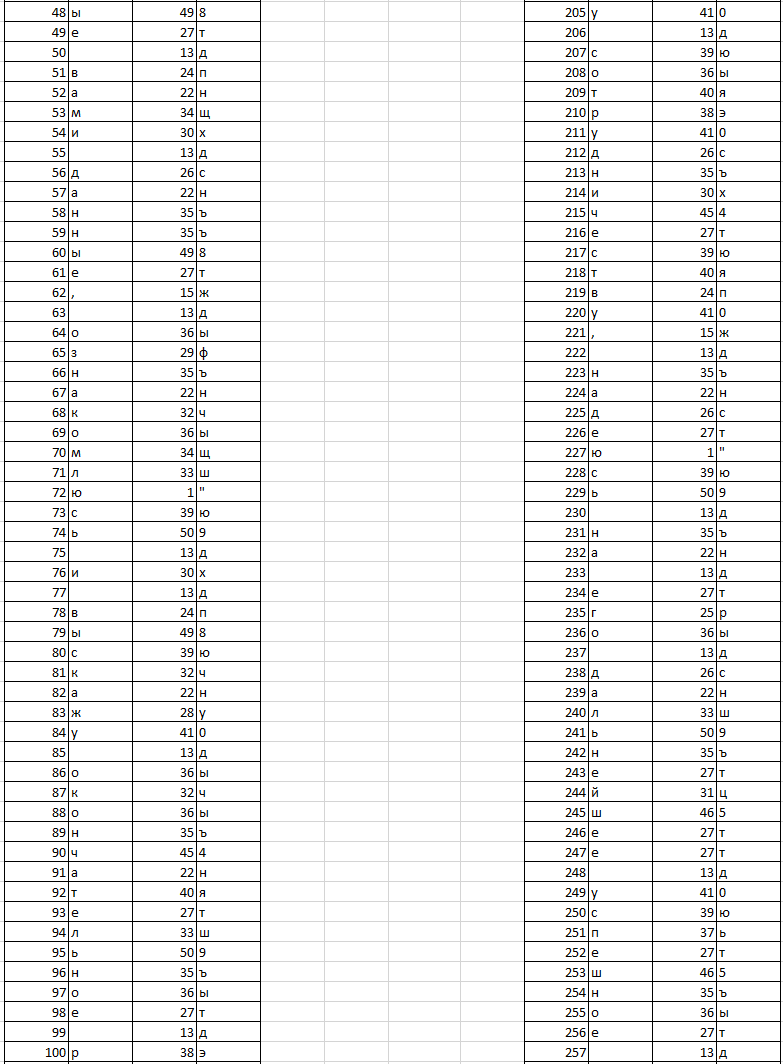 48 ы 49 8 205 у 41 0
49 е 27 т 206 13 д
50 13 д 207 с 39 ю
51 в 24 п 208 о 36 ы
52 а 22 н 209 т 40 я
53 м 34 щ 210 р 38 э
54 и 30 х 211 у 41 0
55 13 д 212 д 26 с
56 д 26 с 213 н 35 ъ
57 а 22 н 214 и 30 х
58 н 35 ъ 215 ч 45 4
59 н 35 ъ 216 е 27 т
60 ы 49 8 217 с 39 ю
61 е 27 т 218 т 40 я
62 , 15 ж 219 в 24 п
63 13 д 220 у 41 0
64 о 36 ы 221 , 15 ж
65 з 29 ф 222 13 д
66 н 35 ъ 223 н 35 ъ
67 а 22 н 224 а 22 н
68 к 32 ч 225 д 26 с
69 о 36 ы 226 е 27 т
70 м 34 щ 227 ю 1 "
71 л 33 ш 228 с 39 ю
72 ю 1 " 229 ь 50 9
73 с 39 ю 230 13 д
74 ь 50 9 231 н 35 ъ
75 13 д 232 а 22 н
76 и 30 х 233 13 д
77 13 д 234 е 27 т
78 в 24 п 235 г 25 р
79 ы 49 8 236 о 36 ы
80 с 39 ю 237 13 д
81 к 32 ч 238 д 26 с
82 а 22 н 239 а 22 н
83 ж 28 у 240 л 33 ш
84 у 41 0 241 ь 50 9
85 13 д 242 н 35 ъ
86 о 36 ы 243 е 27 т
87 к 32 ч 244 й 31 ц
88 о 36 ы 245 ш 46 5
89 н 35 ъ 246 е 27 т
90 ч 45 4 247 е 27 т
91 а 22 н 248 13 д
92 т 40 я 249 у 41 0
93 е 27 т 250 с 39 ю
94 л 33 ш 251 п 37 ь
95 ь 50 9 252 е 27 т
96 н 35 ъ 253 ш 46 5
97 о 36 ы 254 н 35 ъ
98 е 27 т 255 о 36 ы
99 13 д 256 е 27 т
100 р 38 э 257 13 д